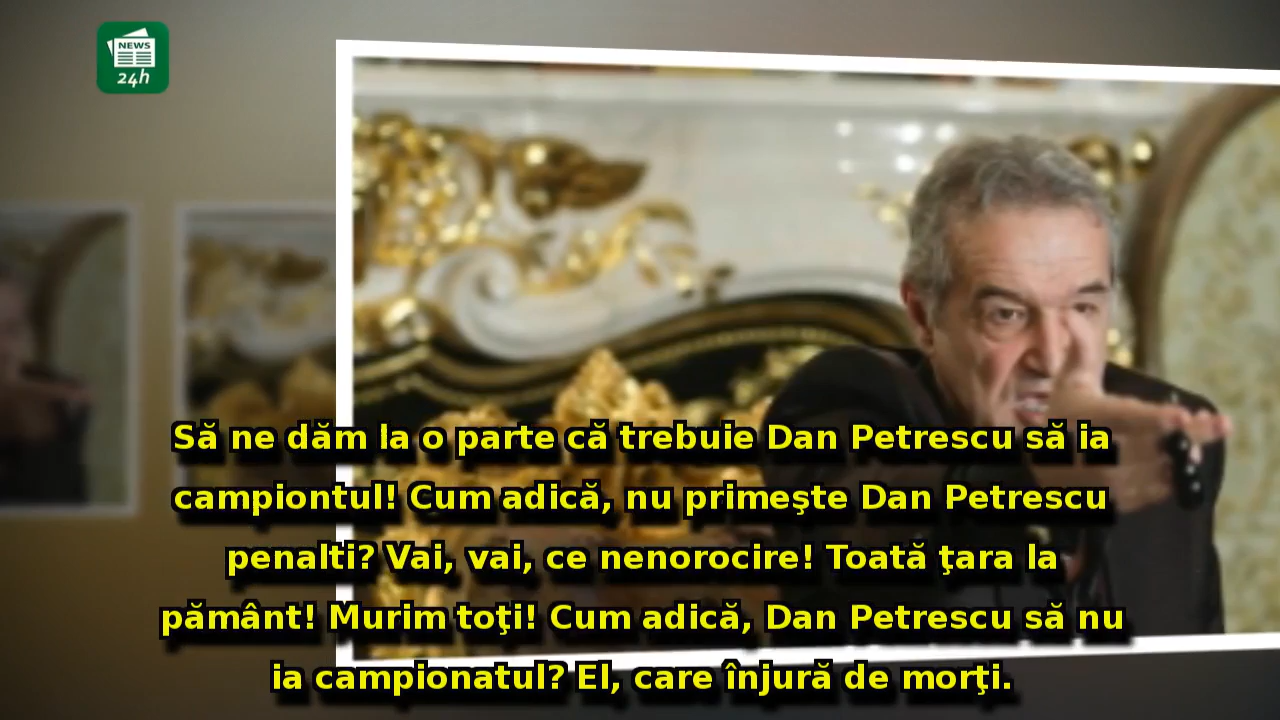 NEWS
24h
Să ne dăm la o parte că trebuie Dan Petrescu să ia
campiontul! Cum adică, nu primeşte Dan Petrescu
penalti? Vai, vai, ce nenorocire! Toată ţara la
pământ! Murim toţi! Cum adică, Dan Petrescu să nu
ia campionatul? El, care înjură de morţi.